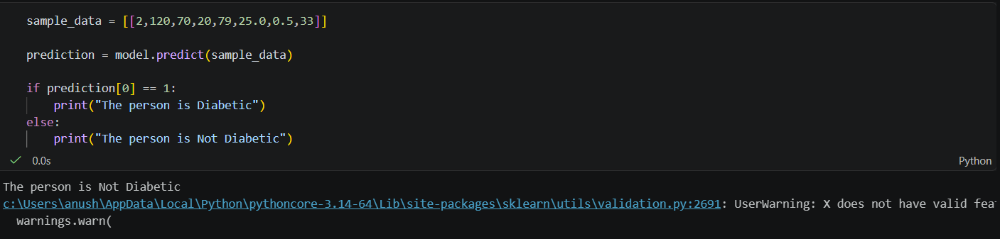 sample_data = [[2,120,70,20,79,25.0,0.5,33]]
prediction = model.predict(sample_data)
if prediction[0] == 1:
print("The person is Diabetic")
else:
print("The person is Not Diabetic")
0.0s
Python
The person is Not Diabetic
c:\Users\anush\AppData\Local\Python\pythoncore-3.14-64\Lib\site-packages\sklearn\utils\validation.py:2691: UserWarning: X does not have valid
warnings.warn(